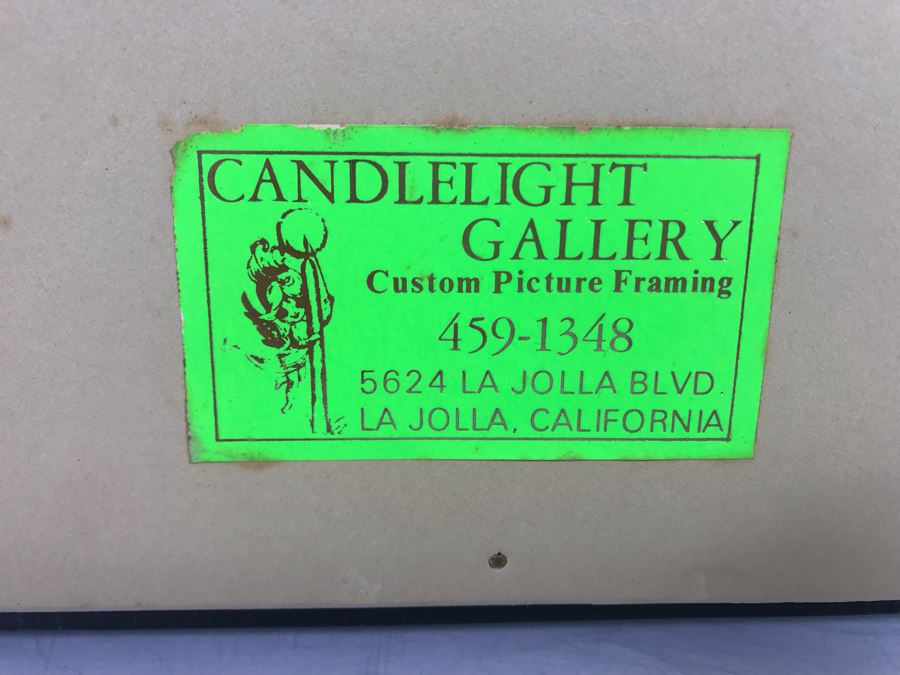 CANDLELIGHT
GALLERY
Custom Picture Framing
459-1348
5624 LA JOLLA BLVD.
LA JOLLA, CALIFORNIA